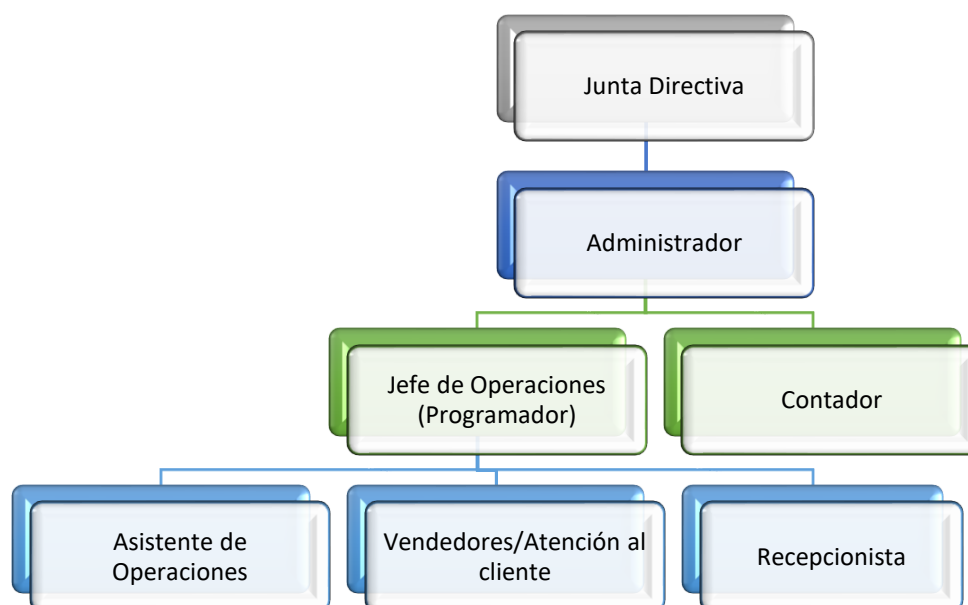 Junta Directiva
Administrador
Jefe de Operaciones
(Programador)
Contador
Asistente de
Operaciones
Vendedores/Atención al
cliente
Recepcionista